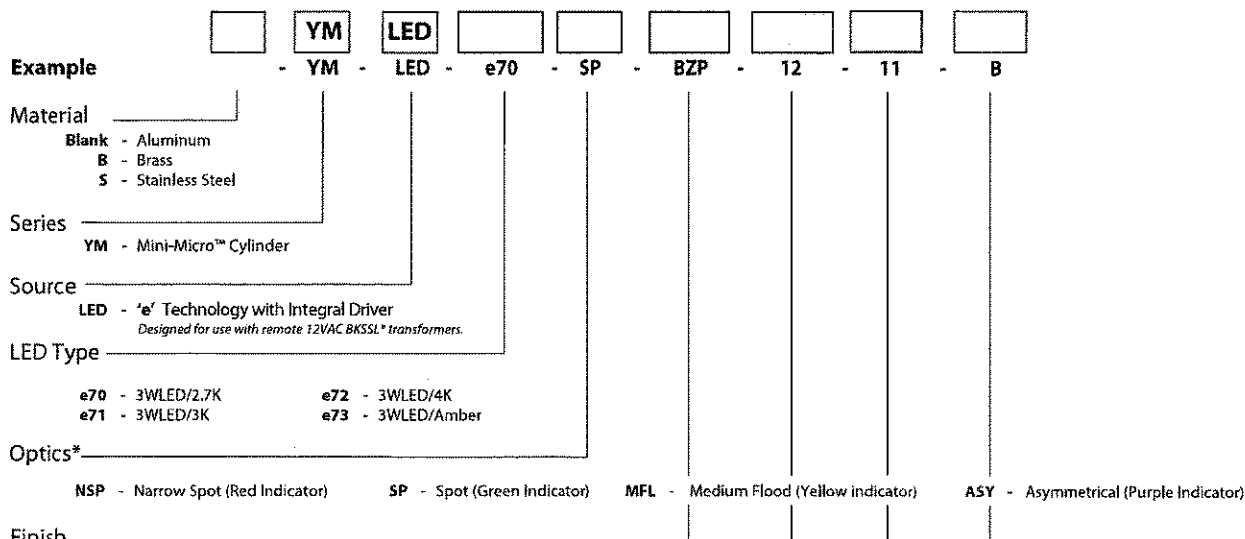 YM LED
Example - YM - LED - e70 - SP - BZP - 12 - 11 - B
Material
Blank - Aluminum
B - Brass
S - Stainless Steel
Series
YM - Mini-Micro™ Cylinder
Source
LED - 'e' Technology with Integral Driver
Designed for use with remote 12VAC BKSSL® transformers.
LED Type
e70 - 3WLED/2.7K e72 - 3WLED/4K
e71 - 3WLED/3K e73 - 3WLED/Amber
Optics*
NSP - Narrow Spot (Red Indicator) SP - Spot (Green Indicator) MFL - Medium Flood (Yellow indicator) ASY - Asymmetrical (Purple Indicator)
Finish